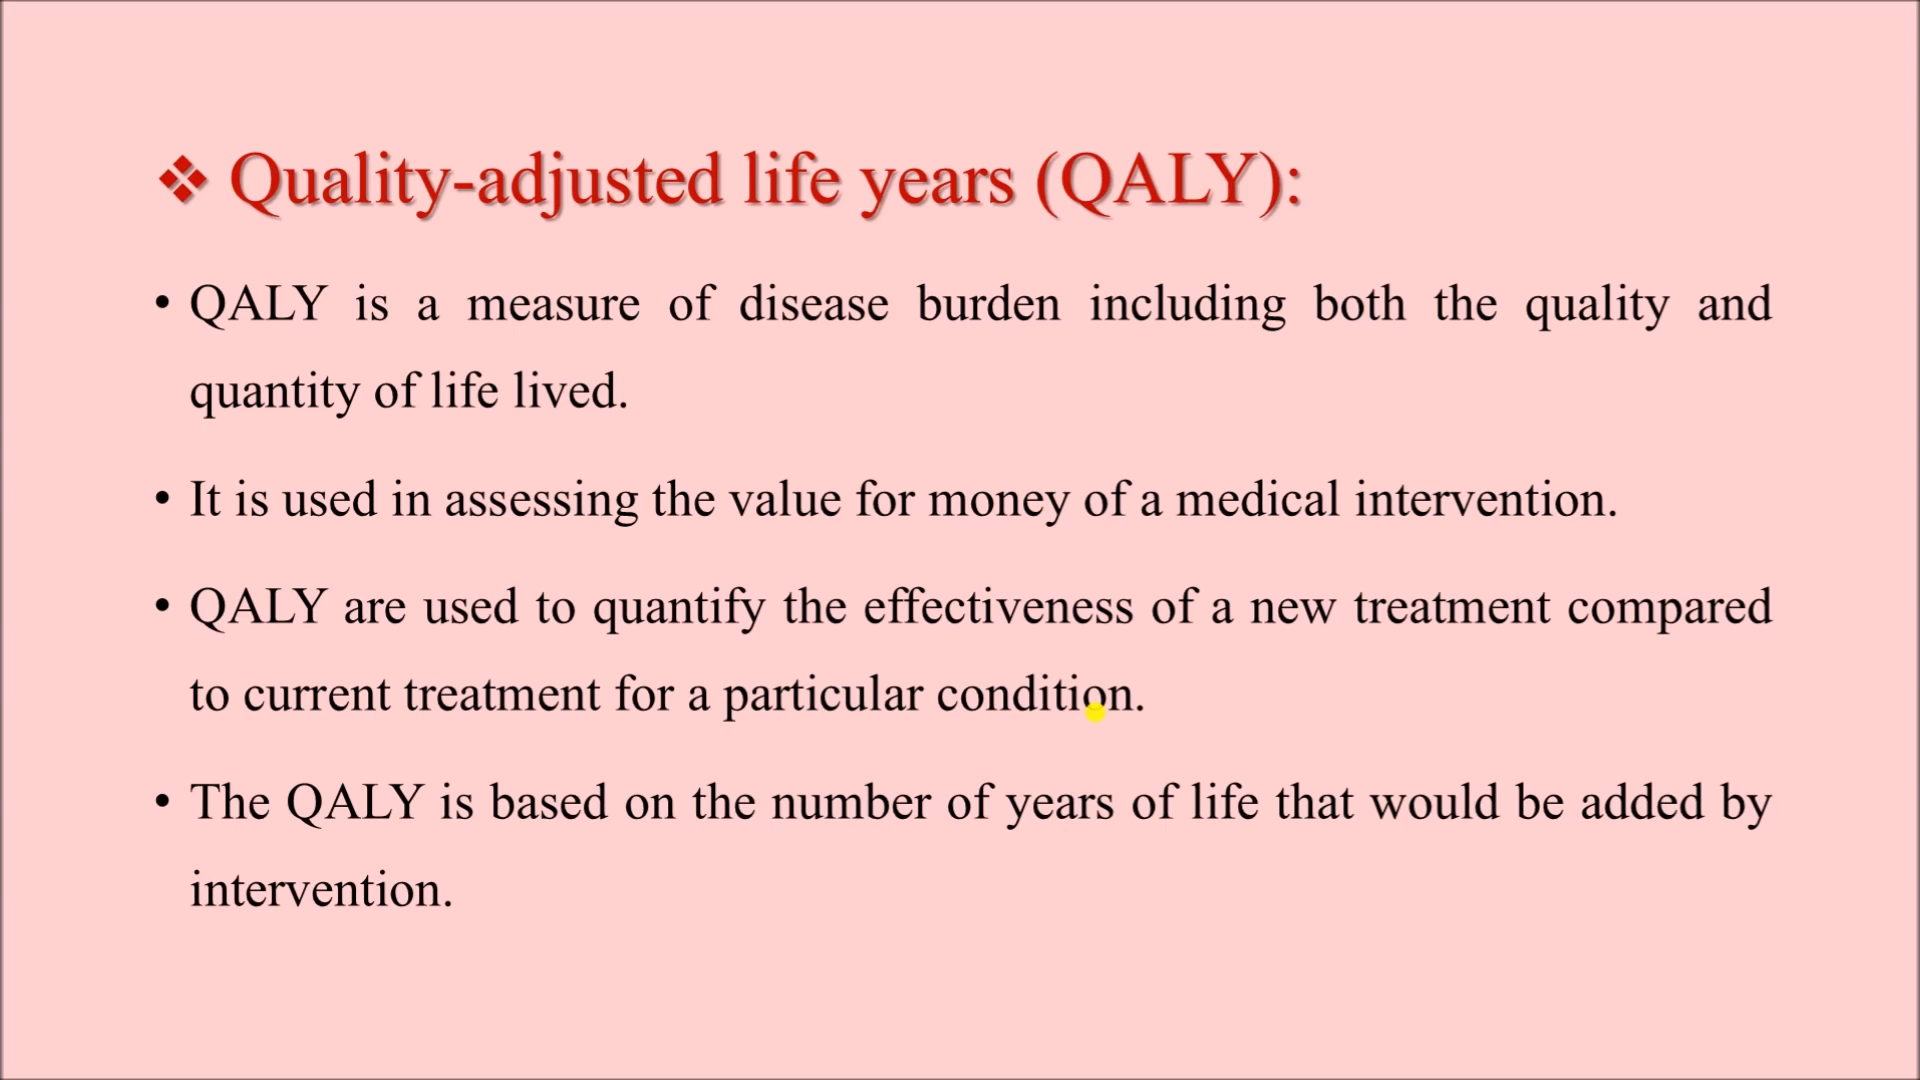 ❖ Quality-adjusted life years (QALY):
• QALY is a measure of disease burden including both the quality and
quantity of life lived.
• It is used in assessing the value for money of a medical intervention.
• QALY are used to quantify the effectiveness of a new treatment compared
to current treatment for a particular condition.
• The QALY is based on the number of years of life that would be added by
intervention.